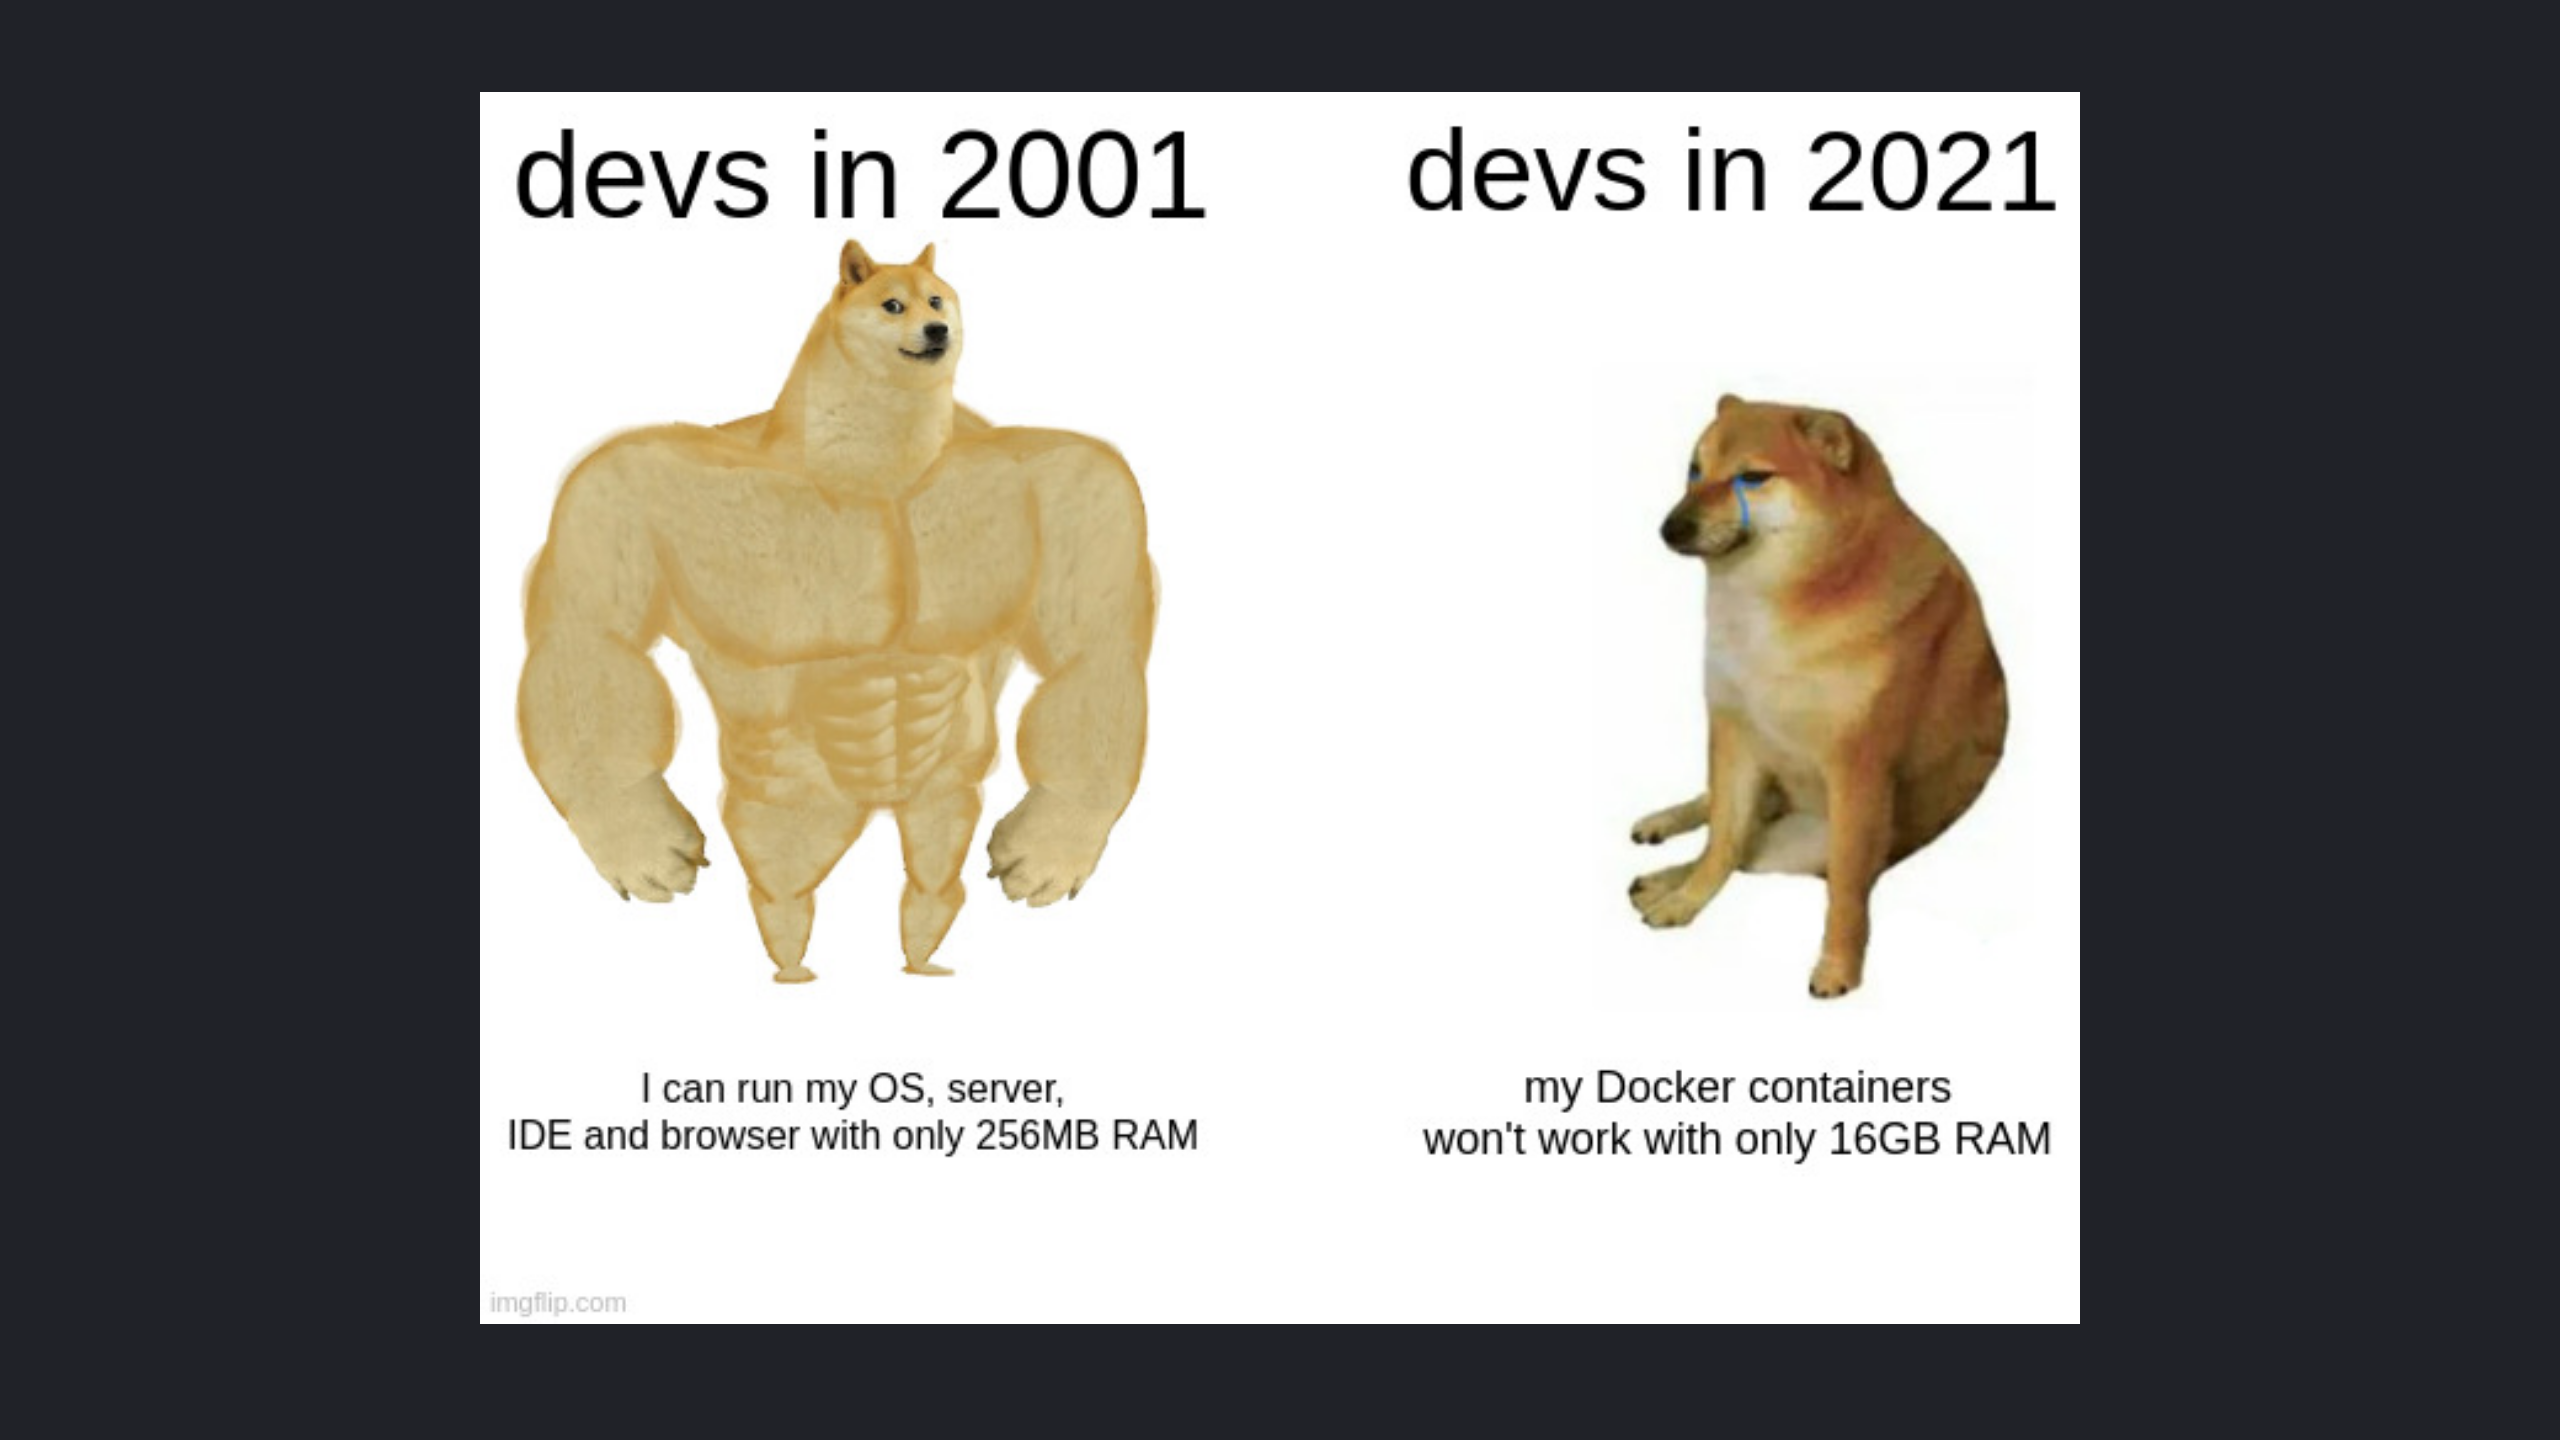 devs in 2001
devs in 2021
I can run my OS, server,
IDE and browser with only 256MB RAM
my Docker containers
won't work with only 16GB RAM
imgflip.com